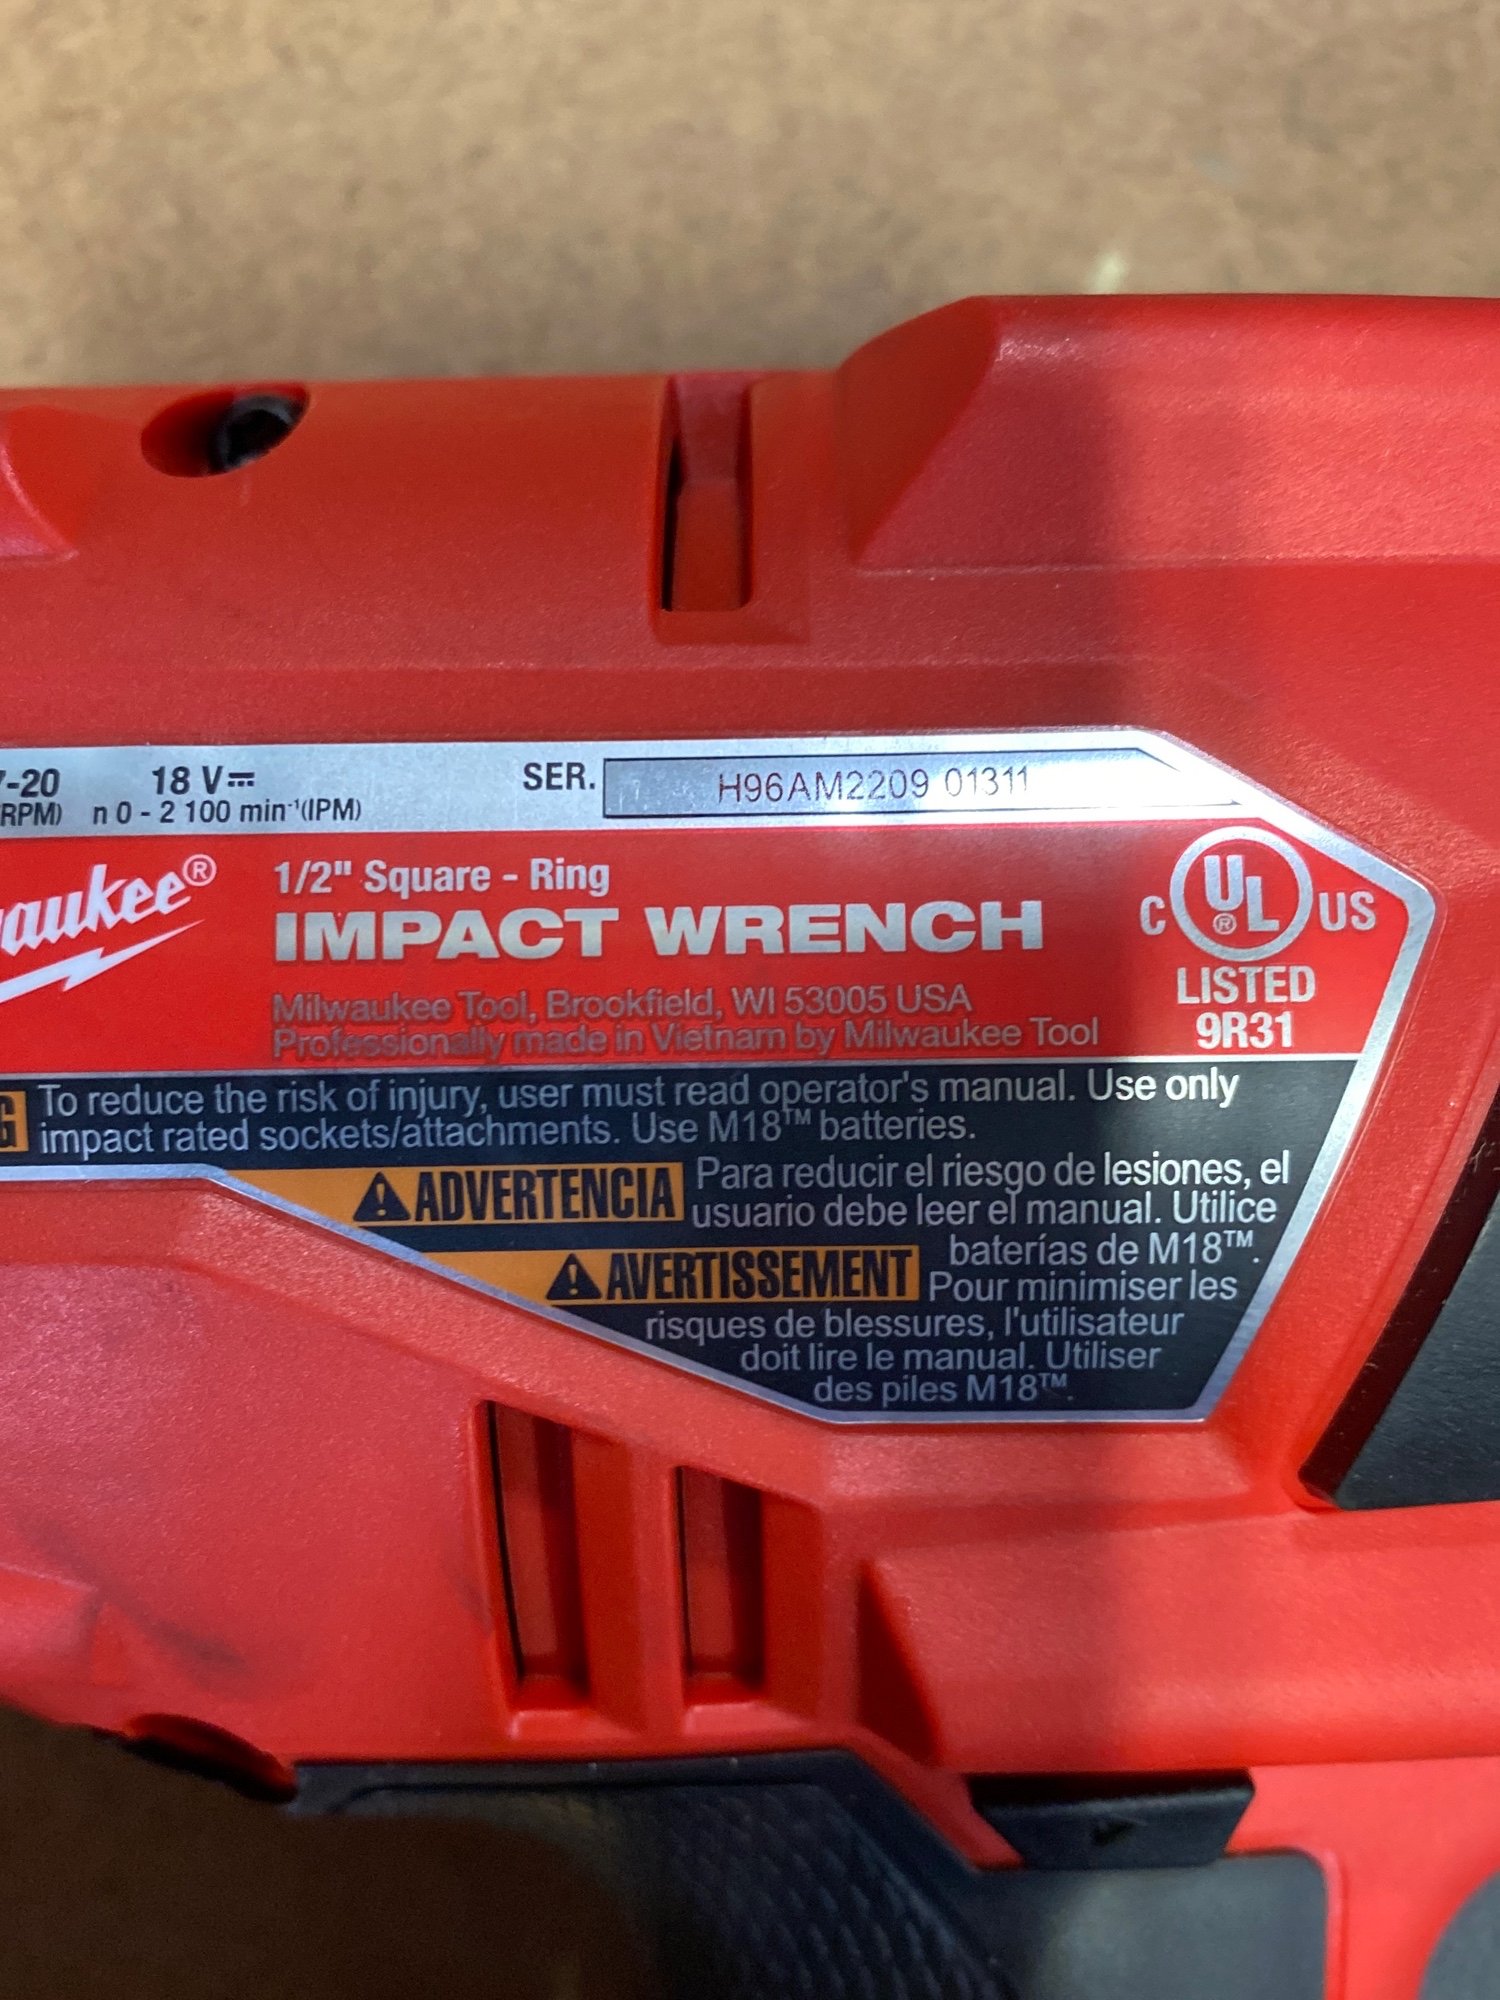 7-20 18 V⎓ SER. H96AM2209 01311
RPM) n 0 - 2 100 min⁻¹(IPM)
1/2" Square - Ring
IMPACT WRENCH
Milwaukee Tool, Brookfield, WI 53005 USA
Professionally made in Vietnam by Milwaukee Tool
C UL® US
LISTED
9R31
To reduce the risk of injury, user must read operator's manual. Use only
impact rated sockets/attachments. Use M18™ batteries.
⚠ADVERTENCIA Para reducir el riesgo de lesiones, el
usuario debe leer el manual. Utilice
baterías de M18™.
⚠AVERTISSEMENT Pour minimiser les
risques de blessures, l'utilisateur
doit lire le manual. Utiliser
des piles M18™.